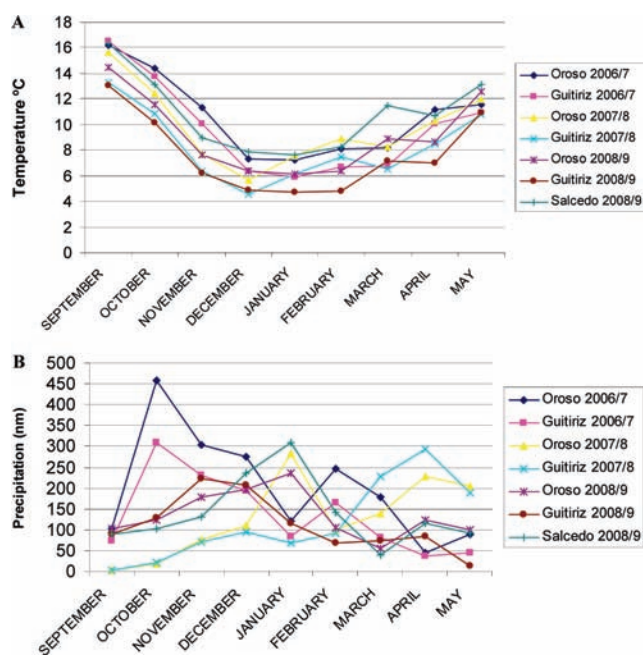 A
Temperature ºC
18
16
14
12
10
8
6
4
2
0
SEPTEMBER
OCTOBER
NOVEMBER
DECEMBER
JANUARY
FEBRUARY
MARCH
APRIL
MAY
Oroso 2006/7
Guitiriz 2006/7
Oroso 2007/8
Guitiriz 2007/8
Oroso 2008/9
Guitiriz 2008/9
Salcedo 2008/9
B
Precipitation (nm)
500
450
400
350
300
250
200
150
100
50
0
SEPTEMBER
OCTOBER
NOVEMBER
DECEMBER
JANUARY
FEBRUARY
MARCH
APRIL
MAY
Oroso 2006/7
Guitiriz 2006/7
Oroso 2007/8
Guitiriz 2007/8
Oroso 2008/9
Guitiriz 2008/9
Salcedo 2008/9